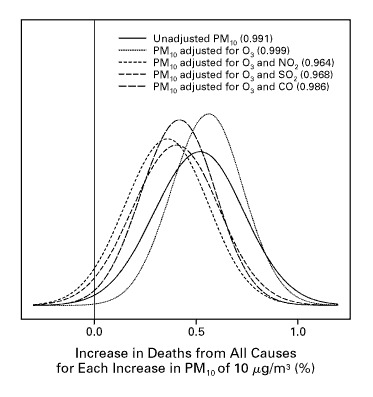 Unadjusted PM₁₀ (0.991)
PM₁₀ adjusted for O₃ (0.999)
PM₁₀ adjusted for O₃ and NO₂ (0.964)
PM₁₀ adjusted for O₃ and SO₂ (0.968)
PM₁₀ adjusted for O₃ and CO (0.986)
0.0 0.5 1.0
Increase in Deaths from All Causes
for Each Increase in PM₁₀ of 10 μg/m³ (%)